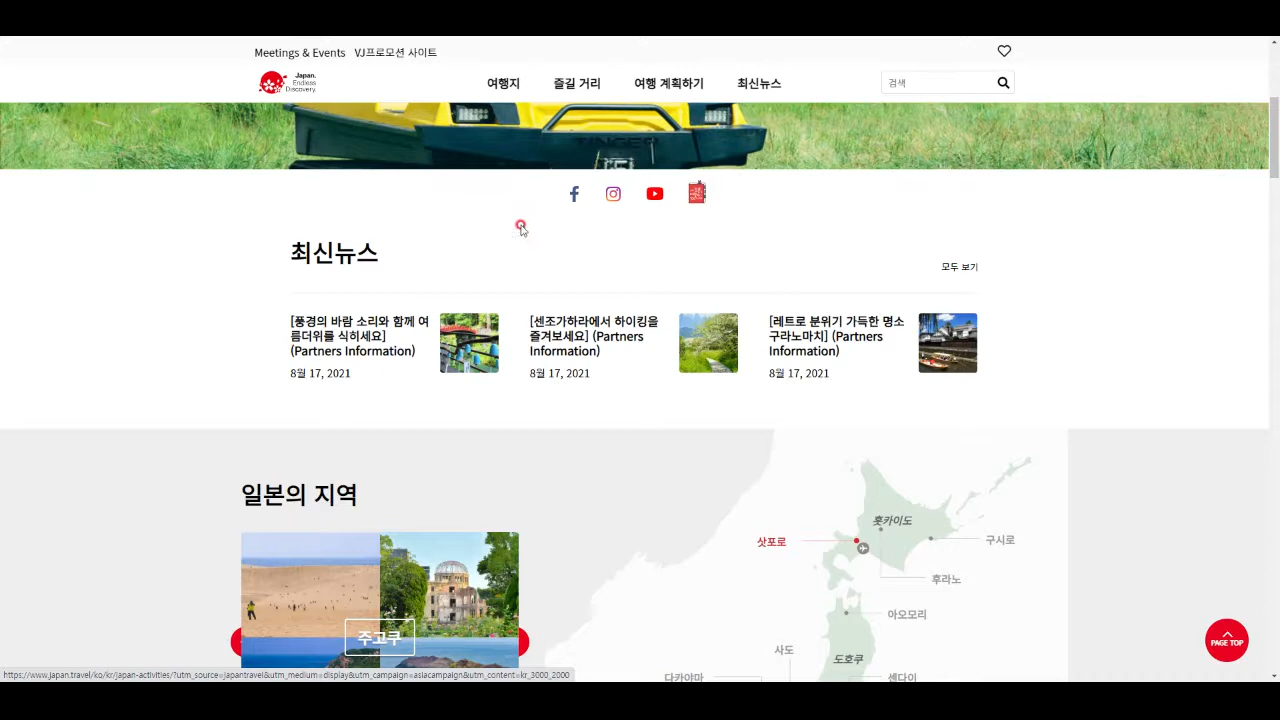 Meetings & Events VJ프로모션 사이트
Japan.
Endless
Discovery.
여행지 즐길 거리 여행 계획하기 최신뉴스
검색
TINGER
최신뉴스
모두 보기
[풍경의 바람 소리와 함께 여
름더위를 식히세요]
(Partners Information)
8월 17, 2021
[센조가하라에서 하이킹을
즐겨보세요] (Partners
Information)
8월 17, 2021
[레트로 분위기 가득한 명소
구라노마치] (Partners
Information)
8월 17, 2021
일본의 지역
주고쿠
홋카이도
삿포로
구시로
후라노
아오모리
사도
도호쿠
다카야마
센다이
PAGE TOP
https://www.japan.travel/ko/kr/japan-activities/?utm_source=japantravel&utm_medium=display&utm_campaign=asiacampaign&utm_content=kr_3000_2000